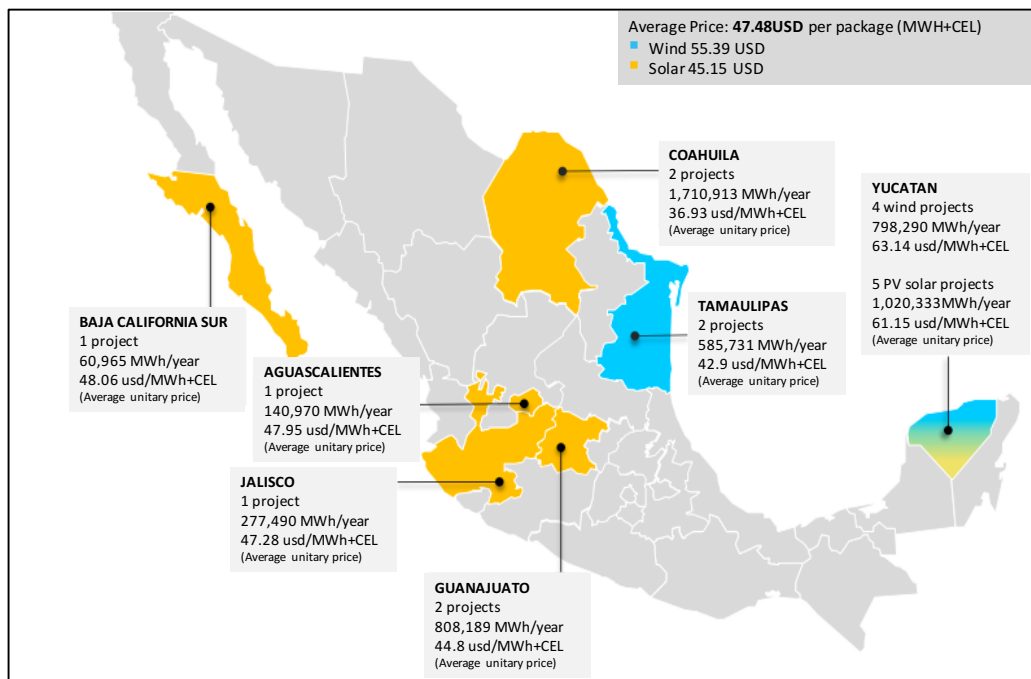 Average Price: 47.48USD per package (MWH+CEL)
Wind 55.39 USD
Solar 45.15 USD
COAHUILA
2 projects
1,710,913 MWh/year
36.93 usd/MWh+CEL
(Average unitary price)
YUCATAN
4 wind projects
798,290 MWh/year
63.14 usd/MWh+CEL
5 PV solar projects
1,020,333MWh/year
61.15 usd/MWh+CEL
(Average unitary price)
TAMAULIPAS
2 projects
585,731 MWh/year
42.9 usd/MWh+CEL
(Average unitary price)
BAJA CALIFORNIA SUR
1 project
60,965 MWh/year
48.06 usd/MWh+CEL
(Average unitary price)
AGUASCALIENTES
1 project
140,970 MWh/year
47.95 usd/MWh+CEL
(Average unitary price)
JALISCO
1 project
277,490 MWh/year
47.28 usd/MWh+CEL
(Average unitary price)
GUANAJUATO
2 projects
808,189 MWh/year
44.8 usd/MWh+CEL
(Average unitary price)